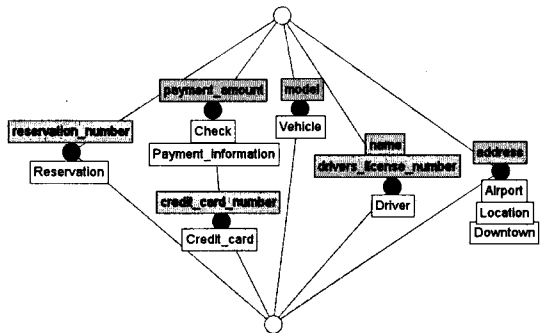 payment_amount
model
Check
Vehicle
reservation_number
Payment_information
name
Reservation
drivers_license_number
address
credit_card_number
Driver
Airport
Credit_card
Location
Downtown